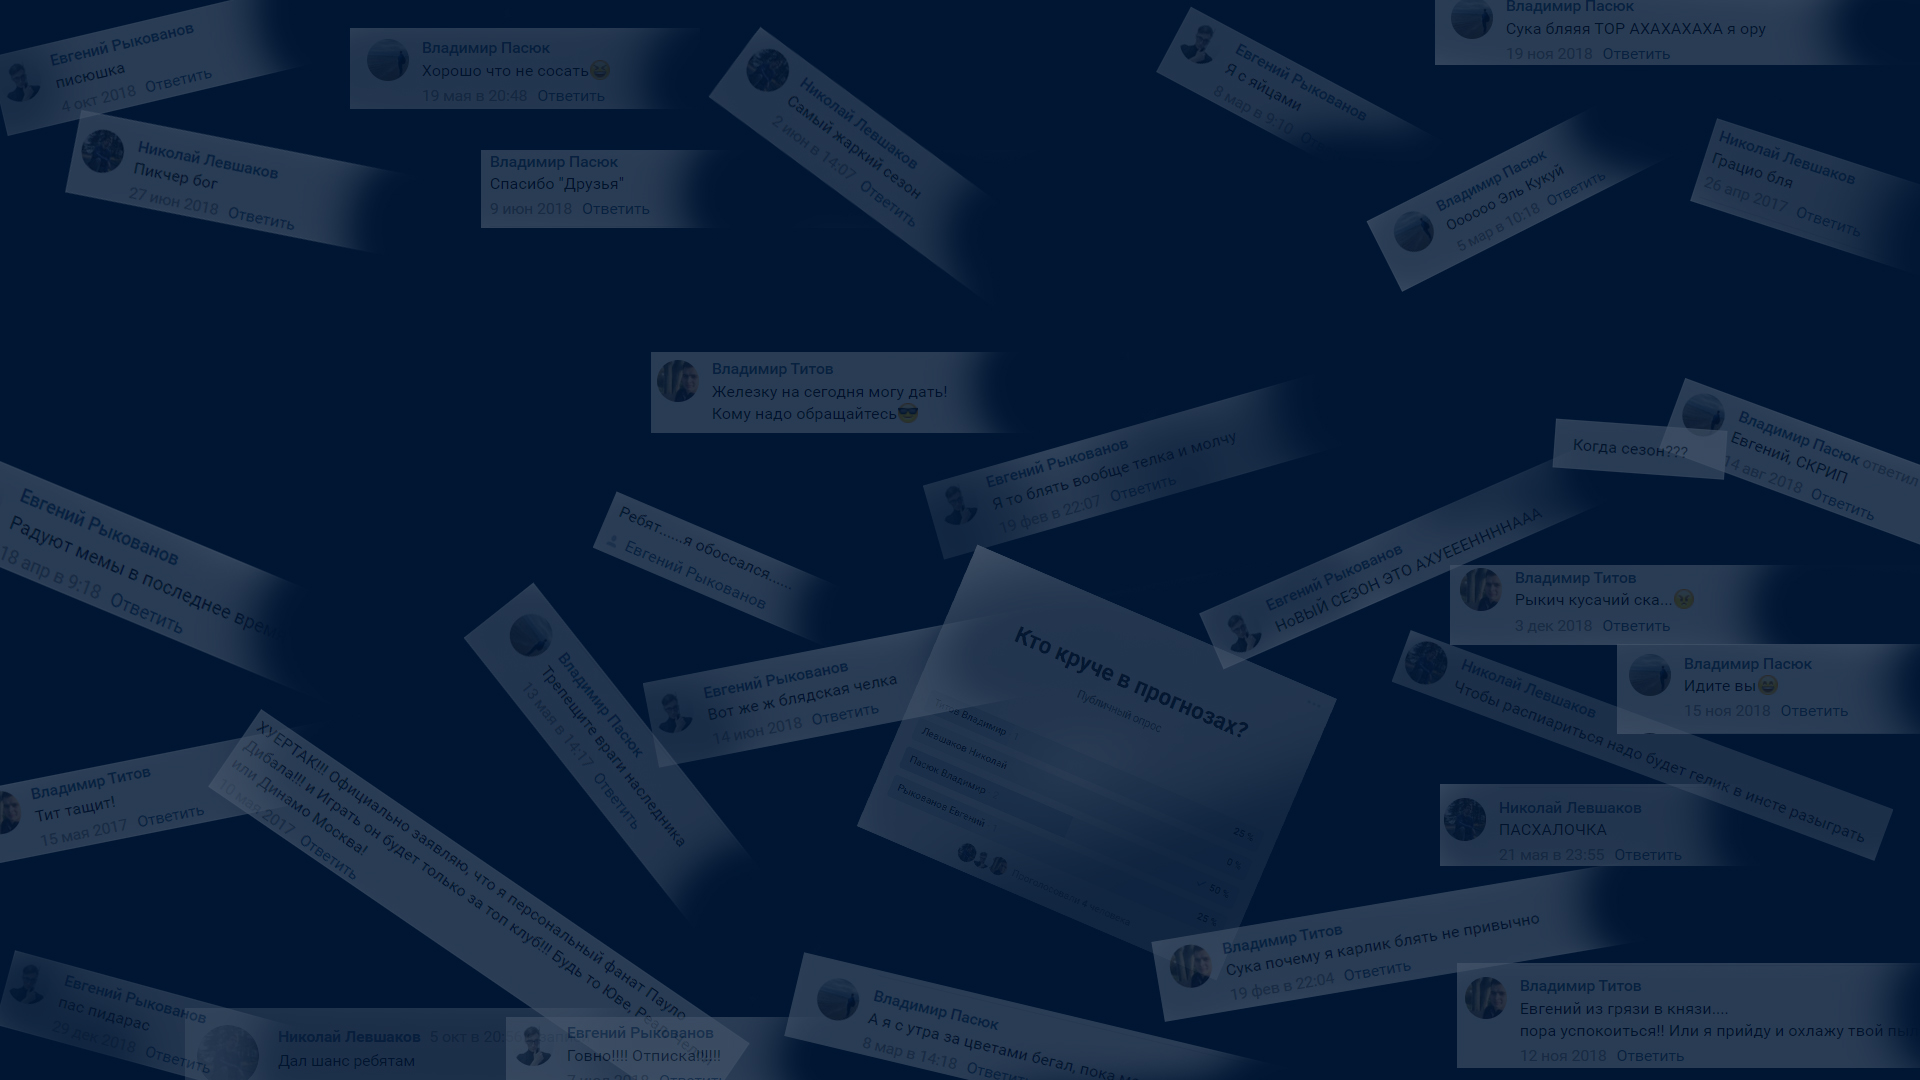 Евгений Рыкованов
писюшка
4 окт 2018 Ответить
Владимир Пасюк
Хорошо что не сосать😆
19 мая в 20:48 Ответить
Николай Левшаков
Самый жаркий сезон
2 июн в 14:07 Ответить
Евгений Рыкованов
Я с яйцами
8 мар в 9:10
Владимир Пасюк
Сука бляяя ТОР АХАХАХАХА я ору
19 ноя 2018 Ответить
Николай Левшаков
Пикчер бог
27 июн 2018 Ответить
Владимир Пасюк
Спасибо "Друзья"
9 июн 2018 Ответить
Владимир Пасюк
Оооооо Эль Кукуй
5 мар в 10:18 Ответить
Николай Левшаков
Грацио бля
26 апр 2017 Ответить
Владимир Титов
Железку на сегодня могу дать!
Кому надо обращайтесь😎
Евгений Рыкованов
Я то блять вообще телка и молчу
19 фев в 22:07 Ответить
Когда сезон???
Владимир Пасюк ответил
Евгений, СКРИП
14 авг 2018 Ответить
Евгений Рыкованов
Радуют мемы в последнее время
18 апр в 9:18 Ответить
Ребят......я обоссался......
Евгений Рыкованов
Евгений Рыкованов
НоВЫЙ СЕЗОН ЭТО АХУЕЕЕННННААА
Владимир Титов
Рыкич кусачий ска...😠
3 дек 2018 Ответить
Владимир Пасюк
Трепещите враги наследника
13 мая в 14:17 Ответить
Евгений Рыкованов
Вот же ж блядская челка
14 июн 2018 Ответить
Кто круче в прогнозах?
Публичный опрос
Титов Владимир
25 %
Левшаков Николай
0 %
Пасюк Владимир
50 %
Рыкованов Евгений
25 %
Проголосовали 4 человека
Николай Левшаков
Чтобы распиариться надо будет гелик в инсте разыграть
Владимир Пасюк
Идите вы😄
15 ноя 2018 Ответить
Владимир Титов
Тит тащит!
15 мая 2017 Ответить
ХУЕРТАК!!! Официально заявляю, что я персональный фанат Пауло
Дибала!!! и Играть он будет только за топ клуб!!! Будь то Юве, Реал,
или Динамо Москва!
10 мая 2017 Ответить
Николай Левшаков
ПАСХАЛОЧКА
21 мая в 23:55 Ответить
Владимир Титов
Сука почему я карлик блять не привычно
19 фев в 22:04 Ответить
Евгений Рыкованов
пас пидарас
29 дек 2018 Ответить
Николай Левшаков 5 окт в
Дал шанс ребятам
Евгений Рыкованов
Говно!!!! Отписка!!!!!!
Ответить
Владимир Пасюк
А я с утра за цветами бегал, пока
8 мар в 14:18 Ответить
Владимир Титов
Евгений из грязи в князи....
пора успокоиться!! Или я прийду и охлажу твой
12 ноя 2018 Ответить